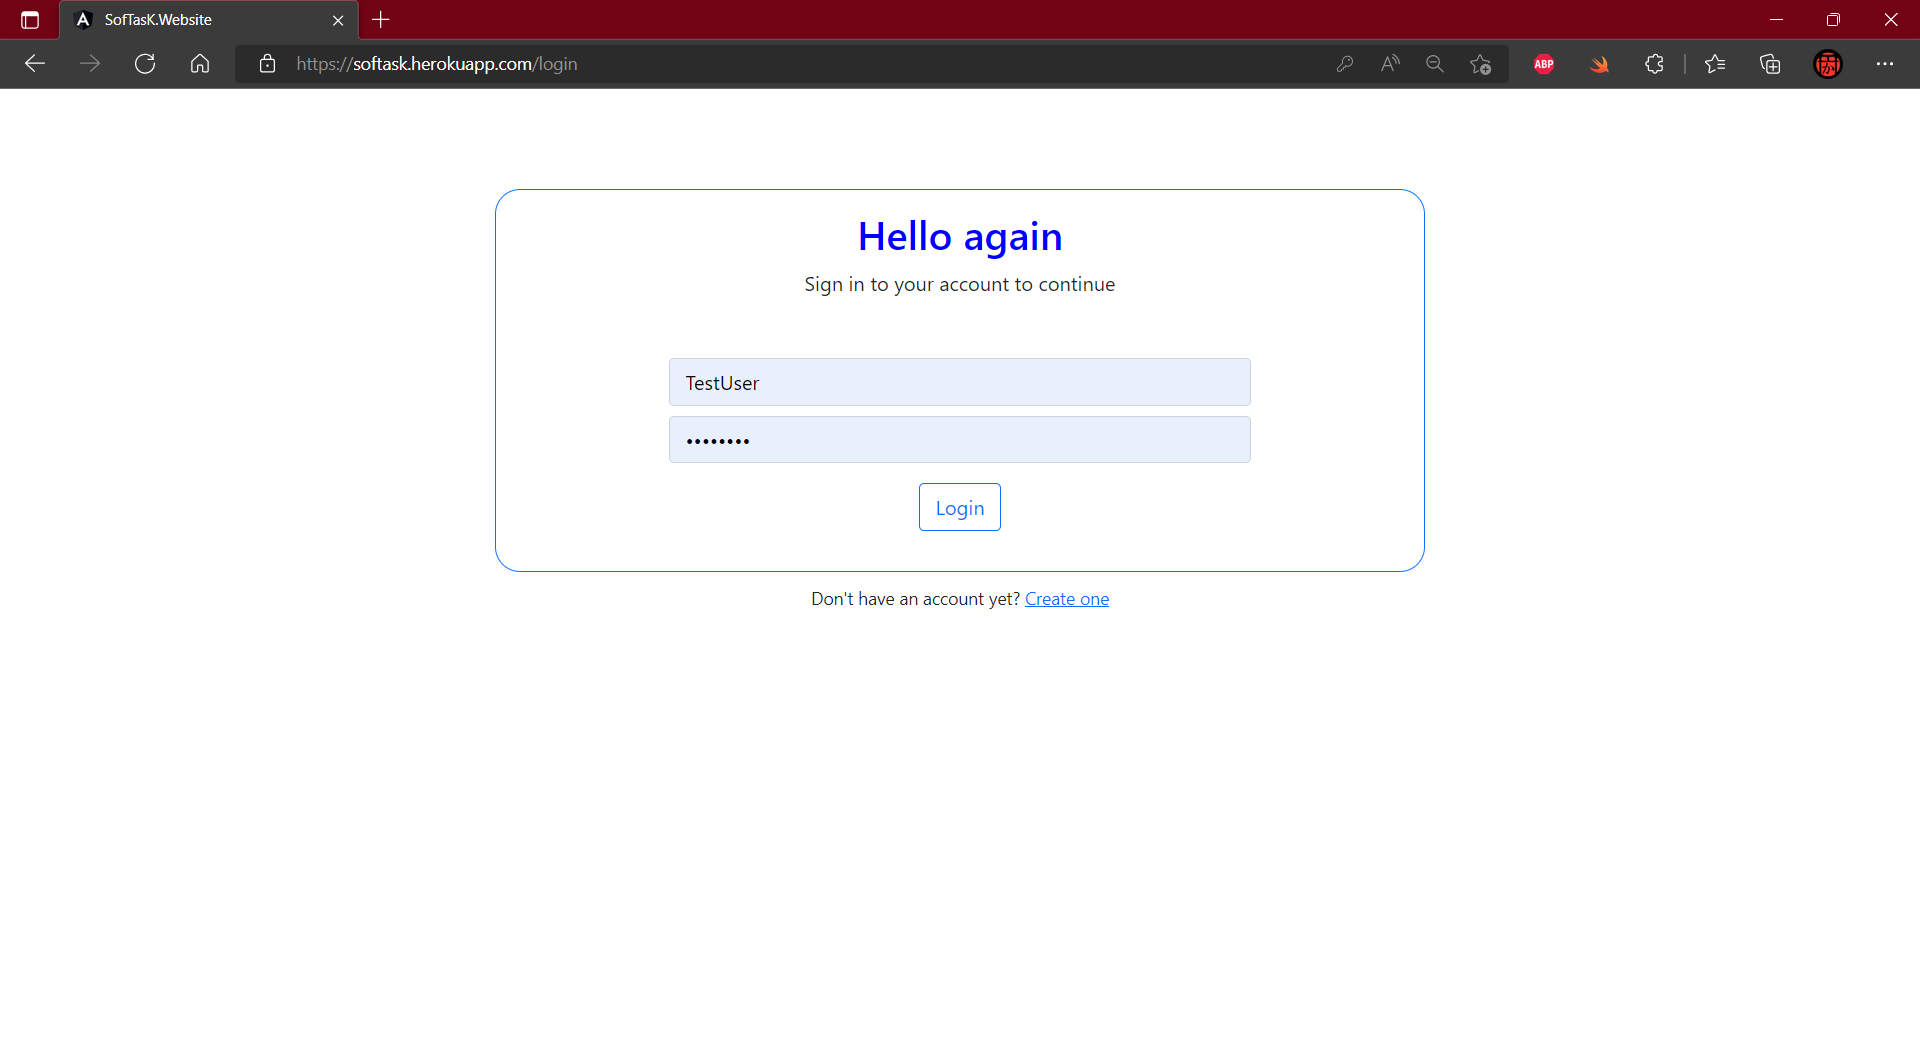 SofTasK.Website
https://softask.herokuapp.com/login
ABP
Hello again
Sign in to your account to continue
TestUser
••••••••
Login
Don't have an account yet? Create one